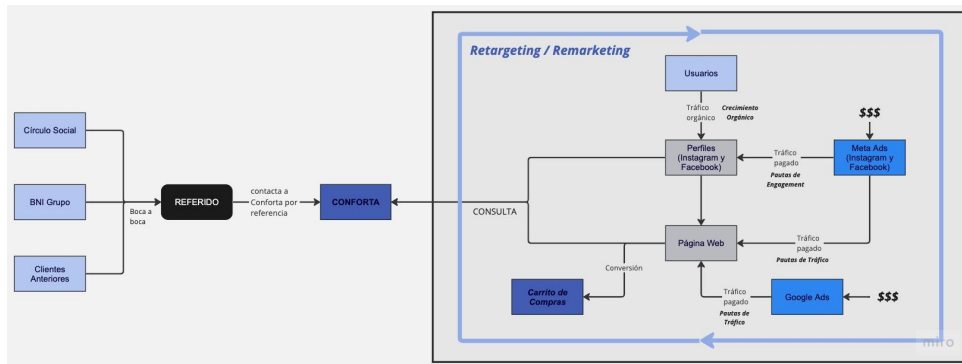 Retargeting / Remarketing
Usuarios
Tráfico
orgánico
Crecimiento
Orgánico
$$$
Círculo Social
Perfiles
(Instagram y
Facebook)
Tráfico
pagado
Pautas de
Engagement
Meta Ads
(Instagram y
Facebook)
BNI Grupo
Boca a
boca
REFERIDO
contacta a
Conforta por
referencia
CONFORTA
CONSULTA
Página Web
Tráfico
pagado
Pautas de Tráfico
Clientes
Anteriores
Conversión
Carrito de
Compras
Tráfico
pagado
Pautas de
Tráfico
Google Ads
$$$
miro